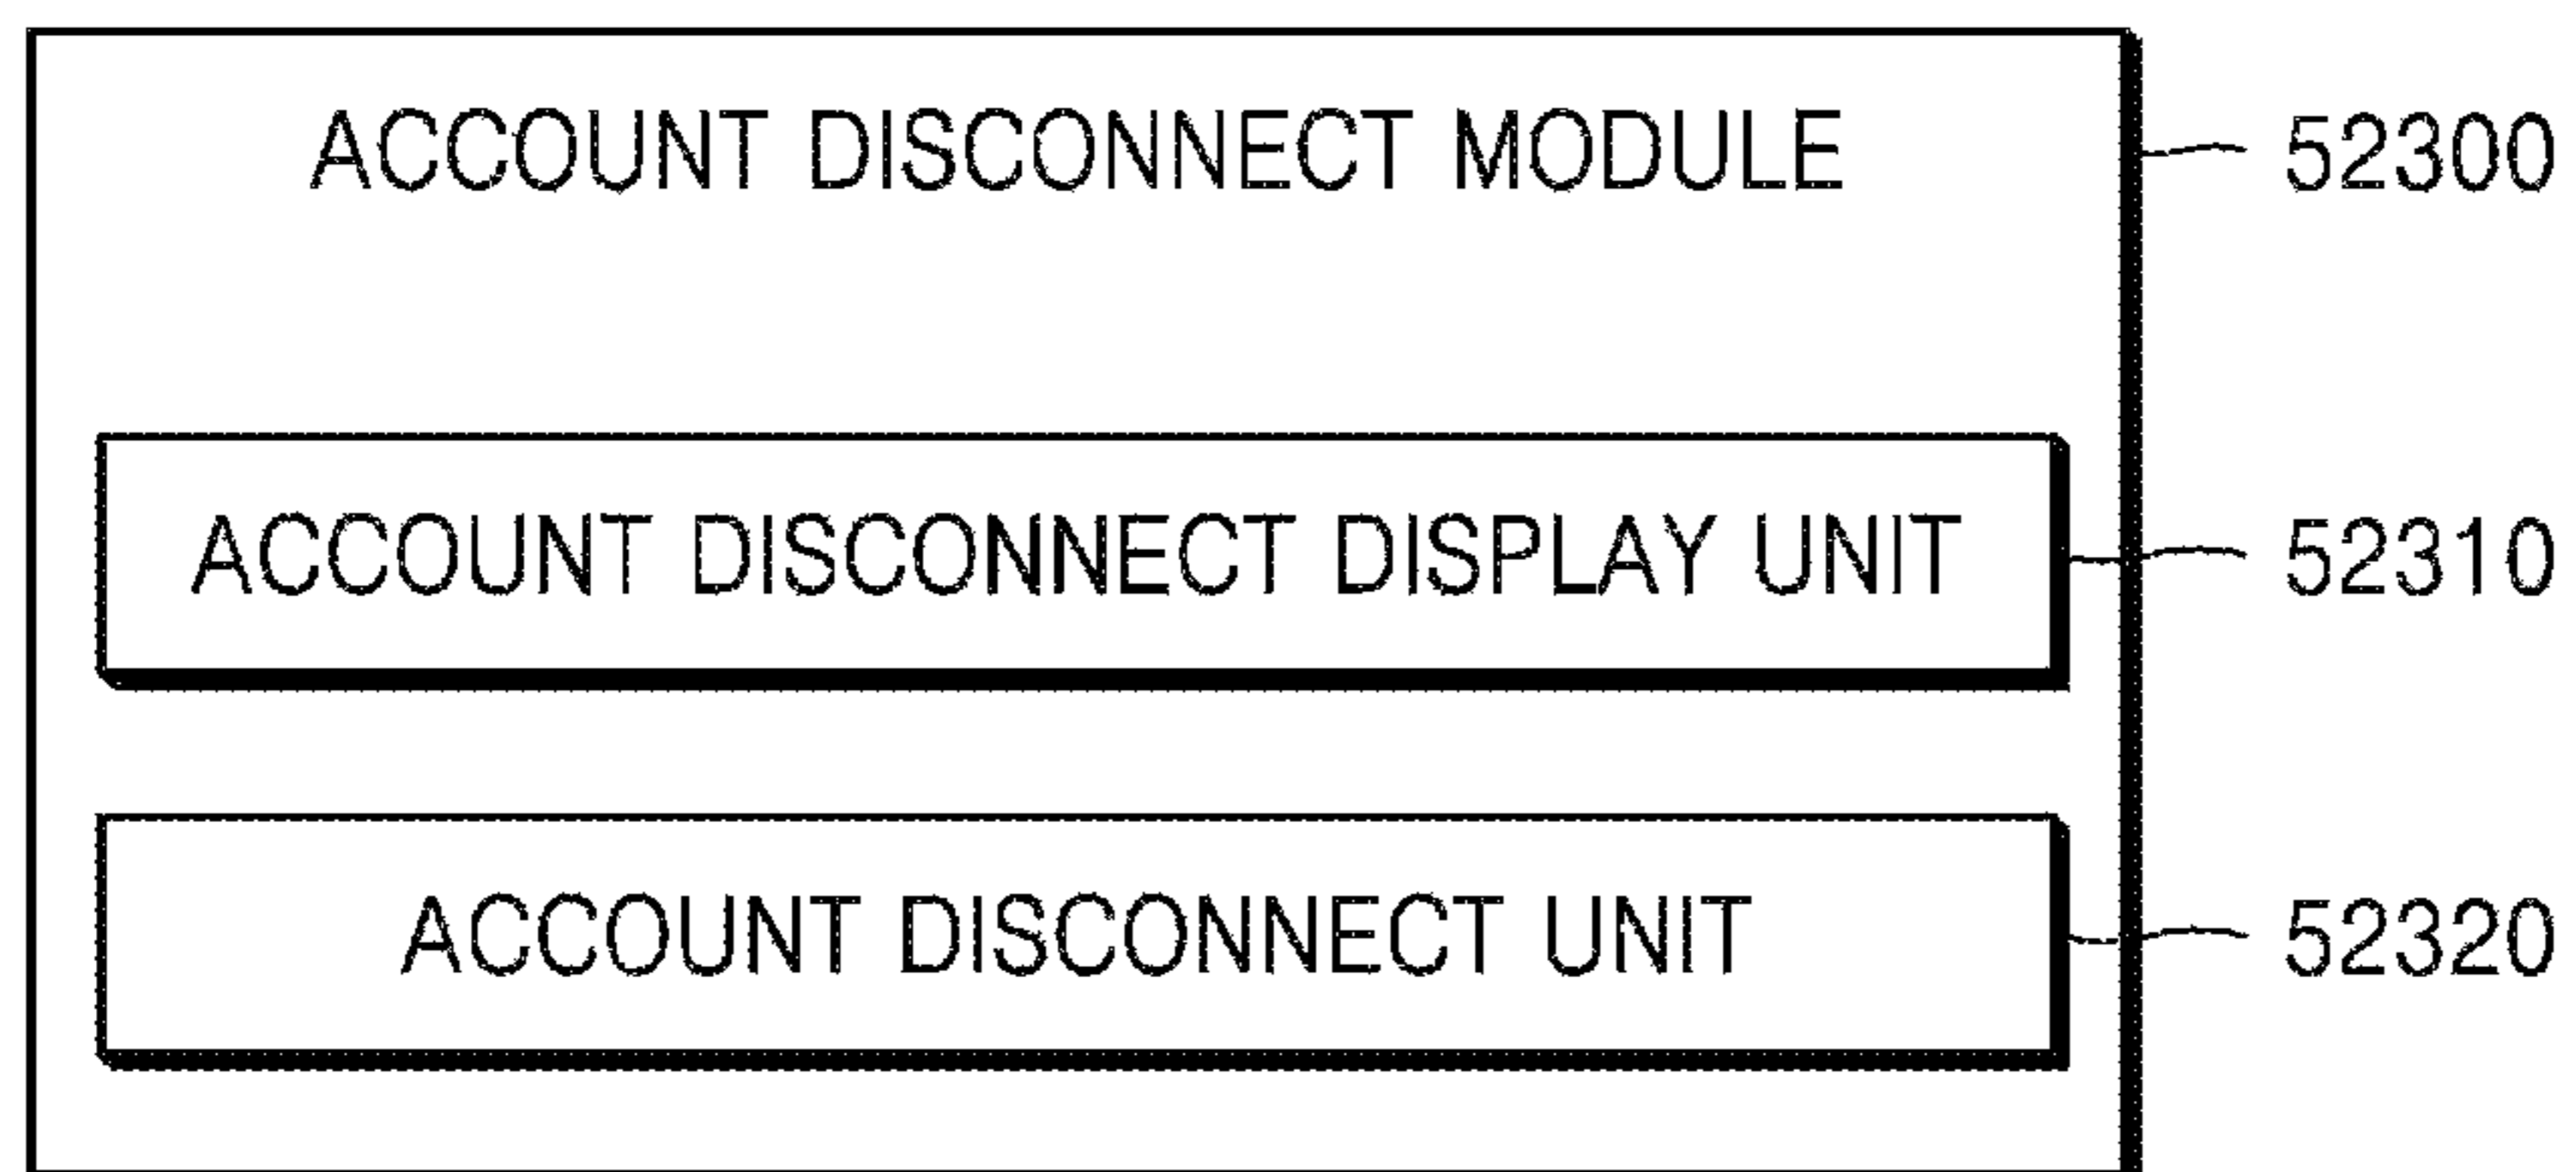 ACCOUNT DISCONNECT MODULE 52300
ACCOUNT DISCONNECT DISPLAY UNIT 52310
ACCOUNT DISCONNECT UNIT 52320